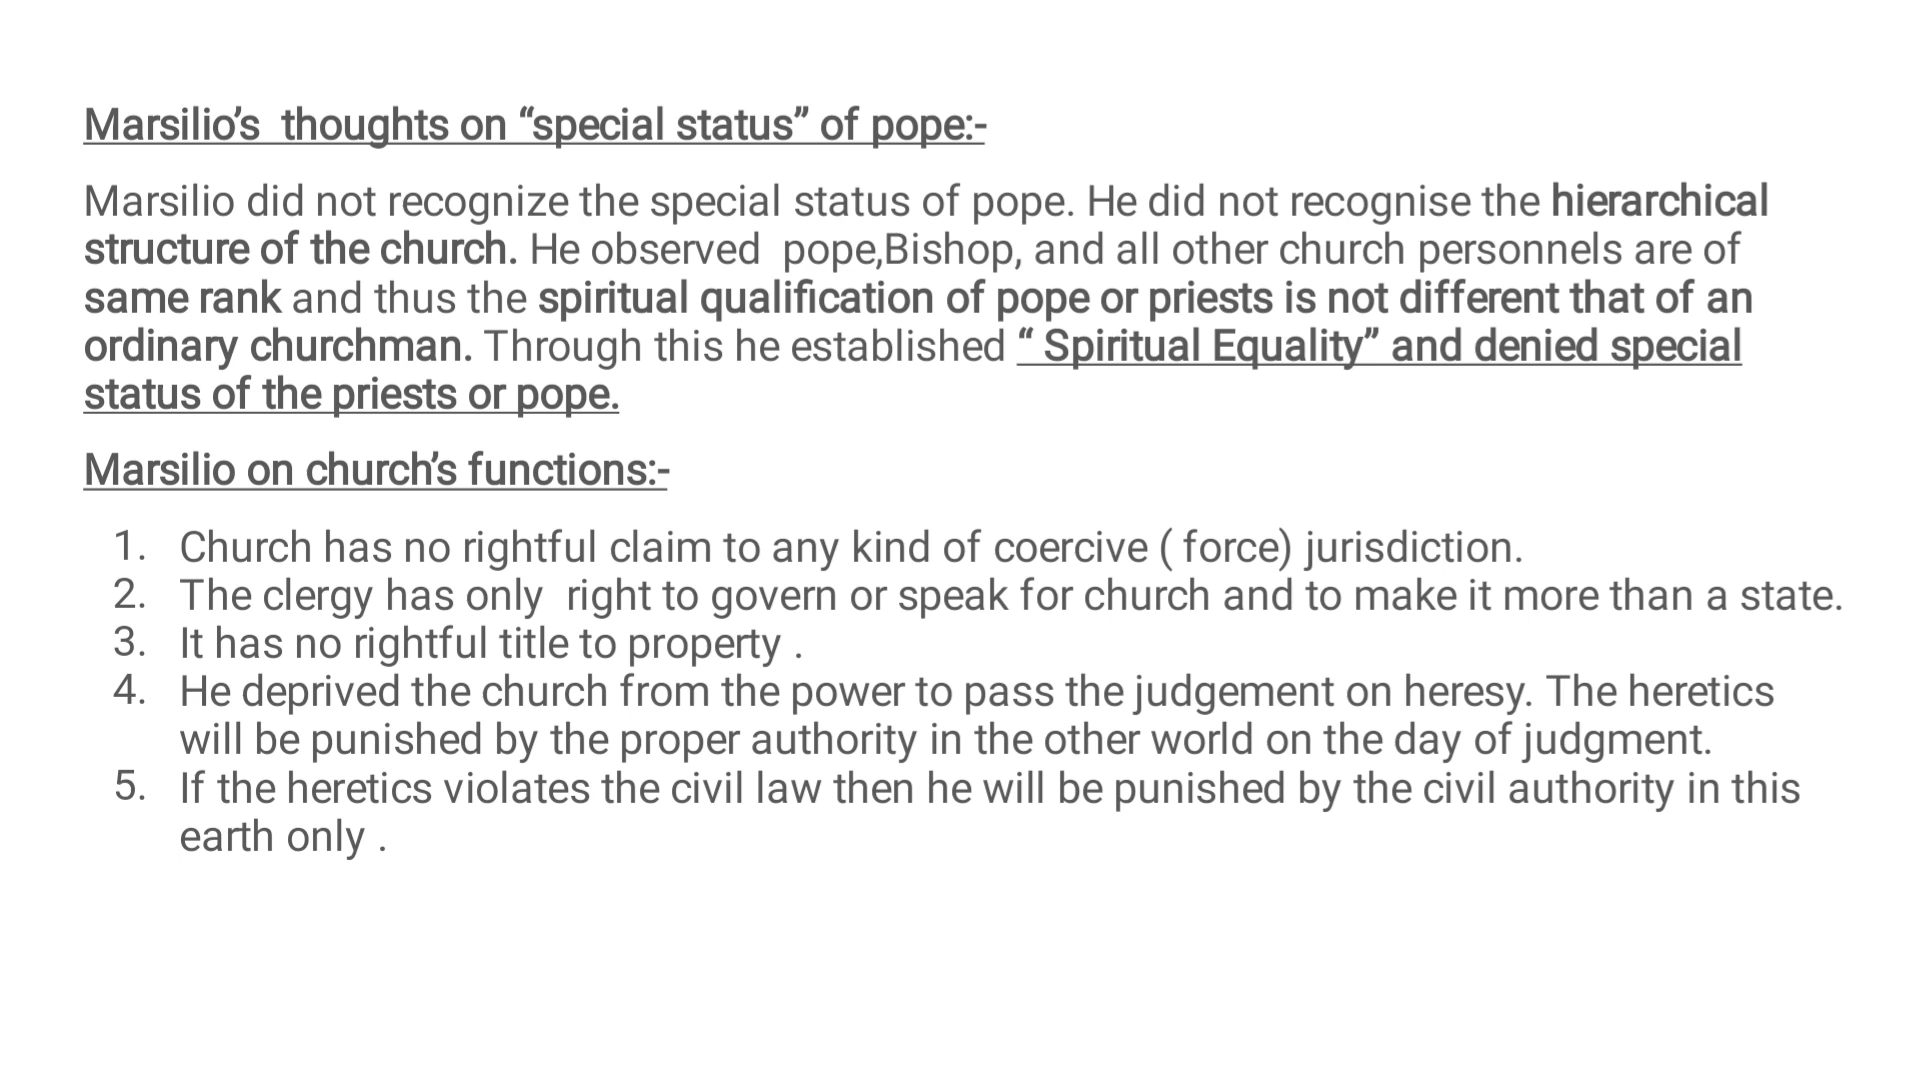 Marsilio’s  thoughts on “special status” of pope:-
Marsilio did not recognize the special status of pope. He did not recognise the hierarchical
structure of the church. He observed  pope,Bishop, and all other church personnels are of
same rank and thus the spiritual qualification of pope or priests is not different that of an
ordinary churchman. Through this he established “ Spiritual Equality” and denied special
status of the priests or pope.
Marsilio on church’s functions:-
1. Church has no rightful claim to any kind of coercive ( force) jurisdiction.
2. The clergy has only  right to govern or speak for church and to make it more than a state.
3. It has no rightful title to property .
4. He deprived the church from the power to pass the judgement on heresy. The heretics
will be punished by the proper authority in the other world on the day of judgment.
5. If the heretics violates the civil law then he will be punished by the civil authority in this
earth only .